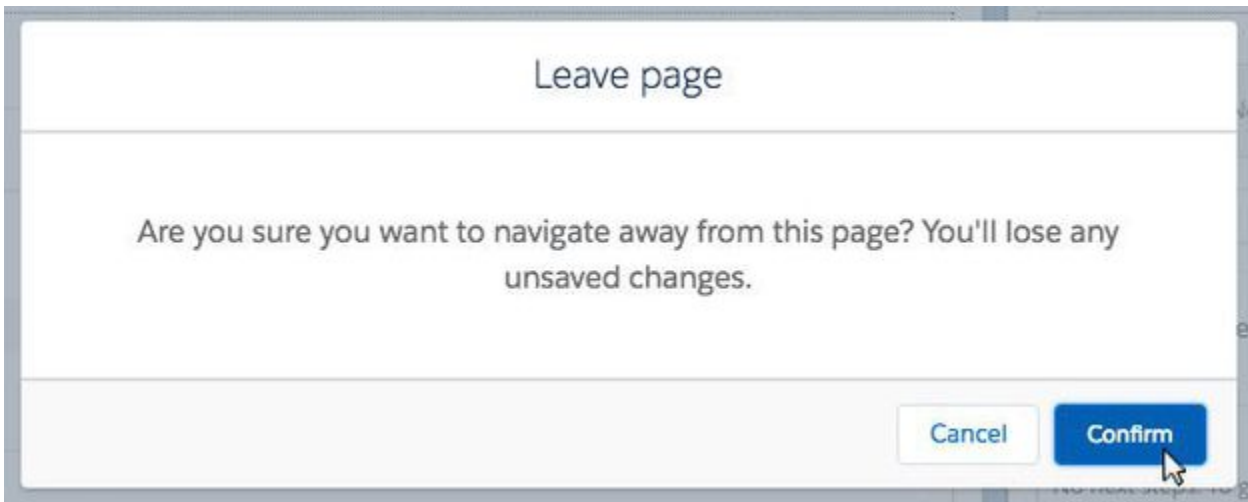 Leave page
Are you sure you want to navigate away from this page? You'll lose any
unsaved changes.
Cancel
Confirm